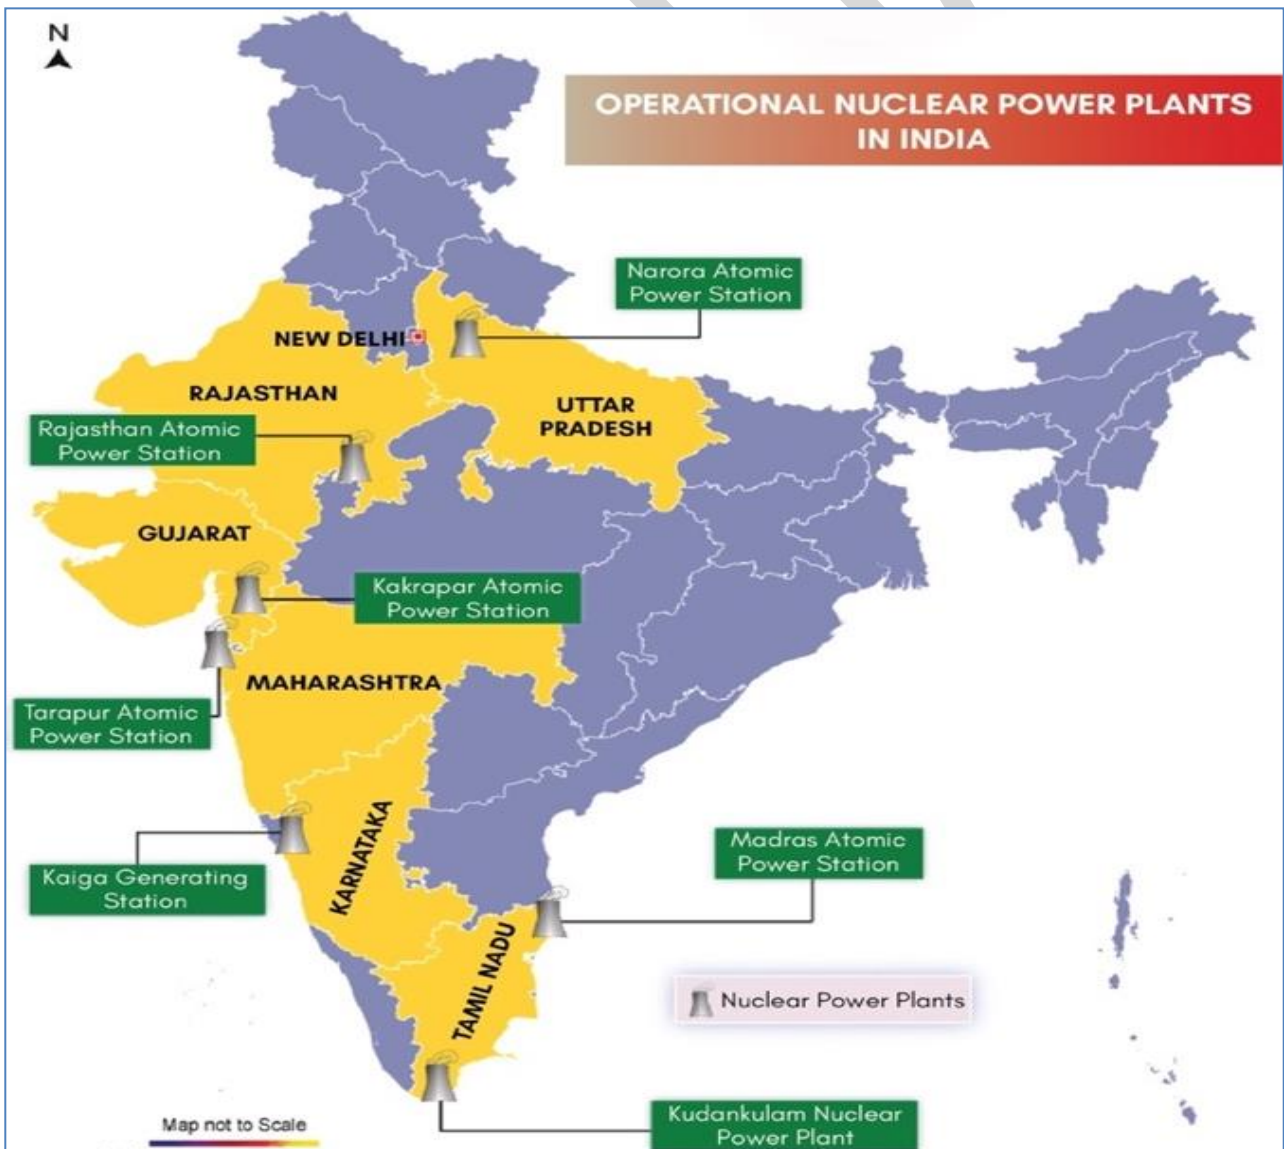 N
OPERATIONAL NUCLEAR POWER PLANTS
IN INDIA
Narora Atomic
Power Station
NEW DELHI
RAJASTHAN
UTTAR
PRADESH
Rajasthan Atomic
Power Station
GUJARAT
Kakrapar Atomic
Power Station
MAHARASHTRA
Tarapur Atomic
Power Station
KARNATAKA
Madras Atomic
Power Station
Kaiga Generating
Station
TAMIL NADU
Nuclear Power Plants
Map not to Scale
Kudankulam Nuclear
Power Plant